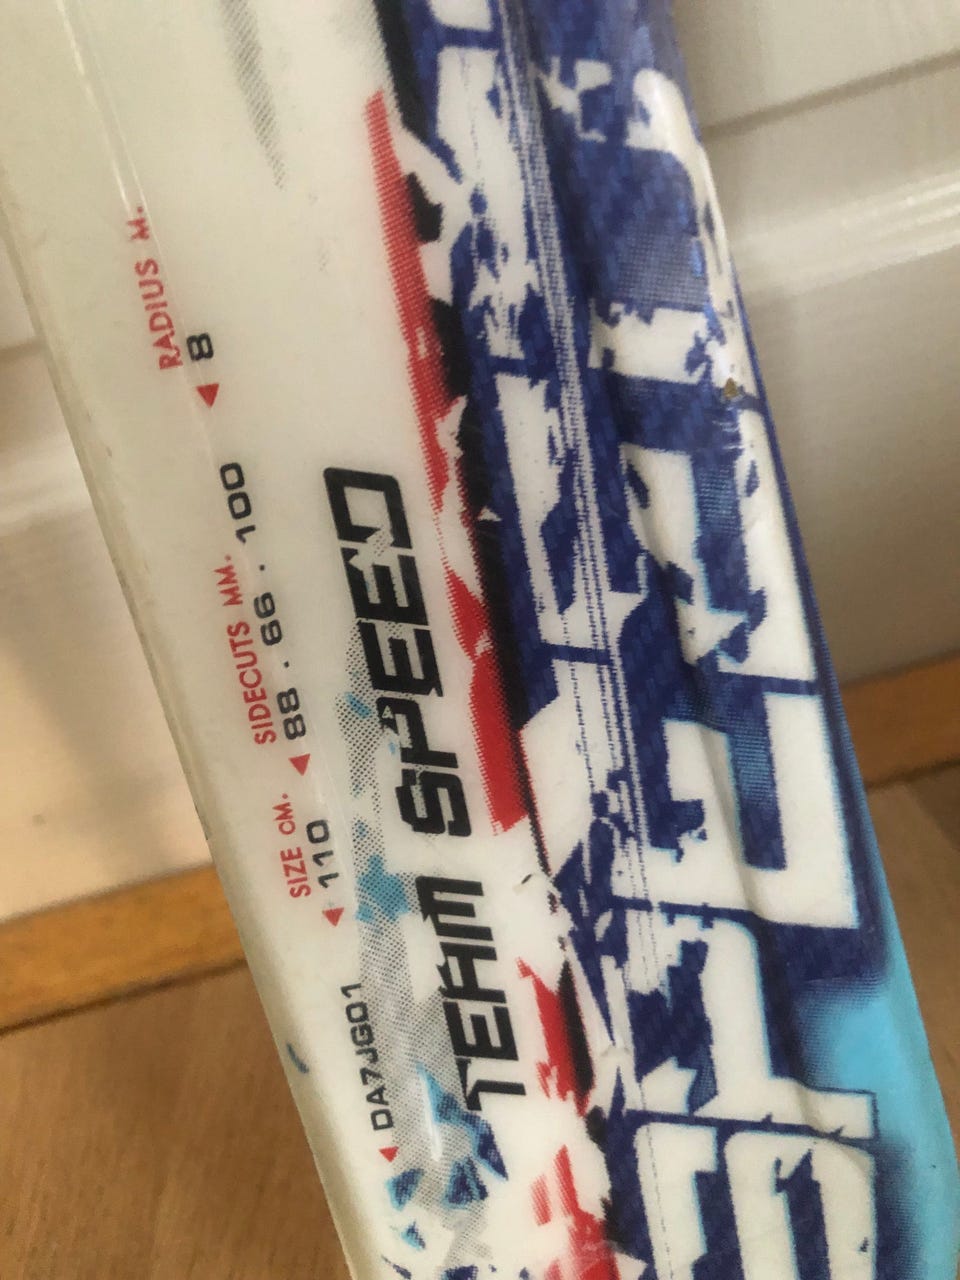 RADIUS M.
◀ 8
SIDECUTS MM.
◀ 88 . 66 . 100
SIZE CM.
◀ 110
◀ DA7JG01
TEAM SPEED